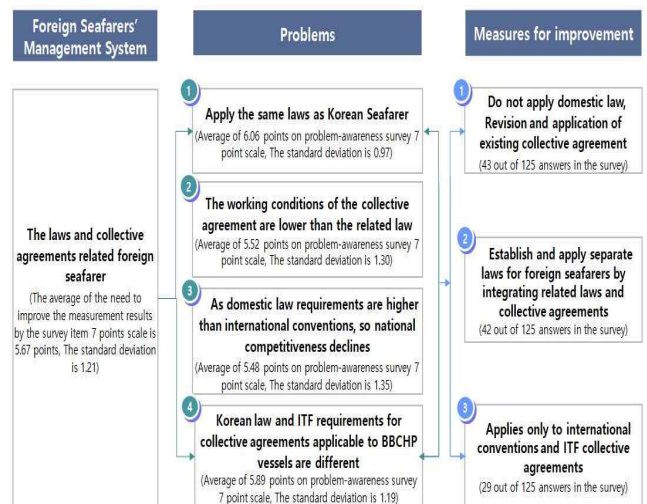 Foreign Seafarers'
Management System
Problems
Measures for improvement
The laws and collective
agreements related foreign
seafarer
(The average of the need to
improve the measurement results
by the survey item 7 points scale is
5.67 points, The standard deviation
is 1.21)
1
Apply the same laws as Korean Seafarer
(Average of 6.06 points on problem-awareness survey 7
point scale, The standard deviation is 0.97)
2
The working conditions of the collective
agreement are lower than the related law
(Average of 5.52 points on problem-awareness survey 7
point scale, The standard deviation is 1.30)
3
As domestic law requirements are higher
than international conventions, so national
competitiveness declines
(Average of 5.48 points on problem-awareness survey 7
point scale, The standard deviation is 1.35)
4
Korean law and ITF requirements for
collective agreements applicable to BBCHP
vessels are different
(Average of 5.89 points on problem-awareness survey
7 point scale, The standard deviation is 1.19)
1
Do not apply domestic law,
Revision and application of
existing collective agreement
(43 out of 125 answers in the survey)
2
Establish and apply separate
laws for foreign seafarers by
integrating related laws and
collective agreements
(42 out of 125 answers in the survey)
3
Applies only to international
conventions and ITF collective
agreements
(29 out of 125 answers in the survey)